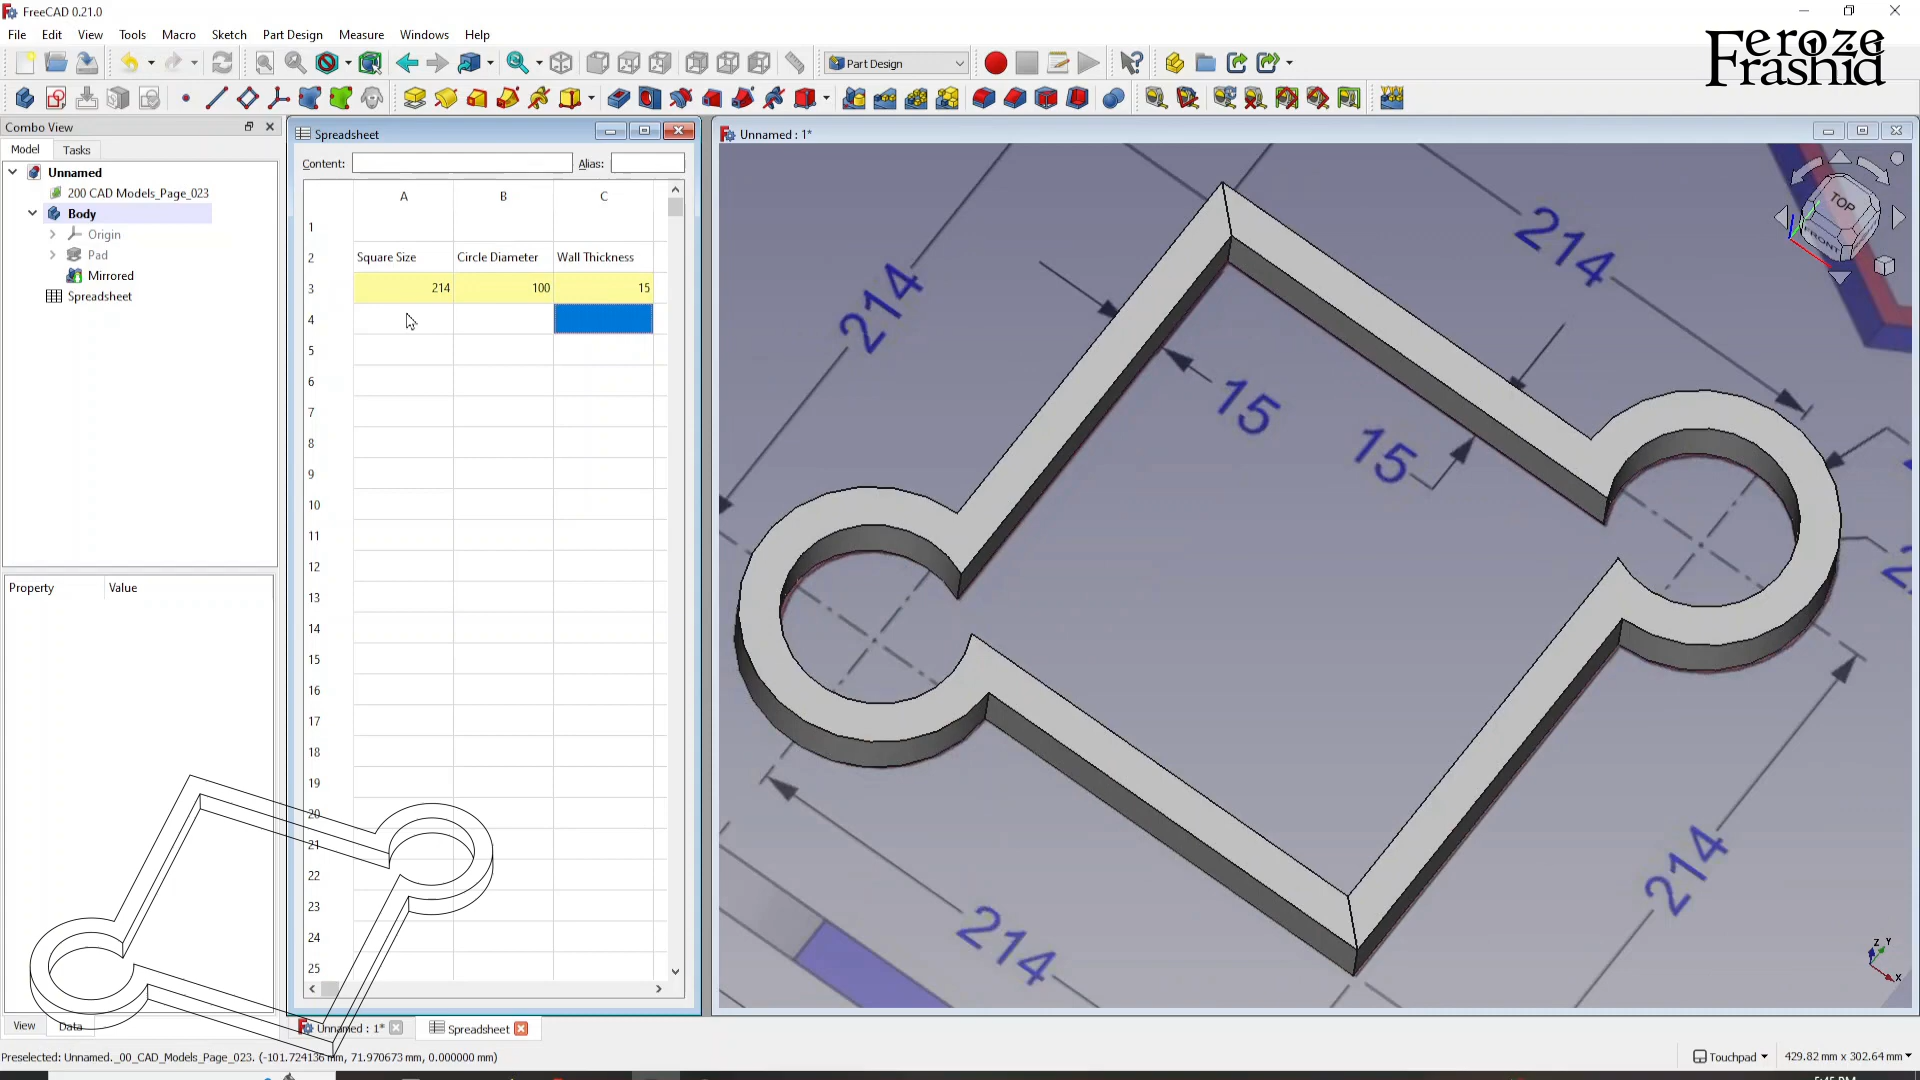 FreeCAD 0.21.0
File Edit View Tools Macro Sketch Part Design Measure Windows Help
Part Design
Feroze
Frashid
Combo View
Model Tasks
Unnamed
200 CAD Models_Page_023
Body
Origin
Pad
Mirrored
Spreadsheet
Property Value
View Data
Spreadsheet
Content: Alias:
A B C
1
2 Square Size Circle Diameter Wall Thickness
3 214 100 15
4
5
6
7
8
9
10
11
12
13
14
15
16
17
18
19
20
21
22
23
24
25
Unnamed : 1*
TOP
FRONT
214
214
15
15
214
214
Z Y
X
Unnamed : 1* Spreadsheet
Preselected: Unnamed._00_CAD_Models_Page_023. (-101.724136 mm, 71.970673 mm, 0.000000 mm)
Touchpad 429.82 mm x 302.64 mm